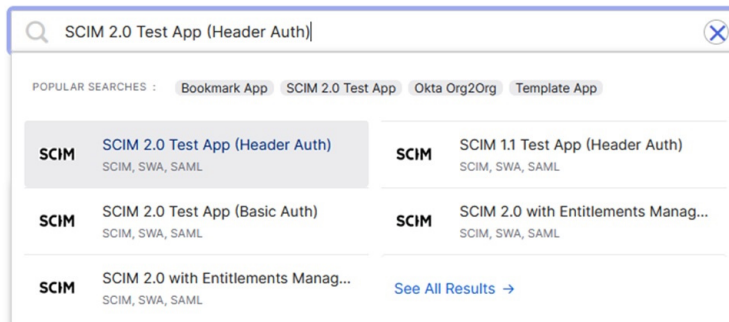 SCIM 2.0 Test App (Header Auth)
POPULAR SEARCHES : Bookmark App SCIM 2.0 Test App Okta Org2Org Template App
SCIM SCIM 2.0 Test App (Header Auth)
SCIM, SWA, SAML
SCIM SCIM 1.1 Test App (Header Auth)
SCIM, SWA, SAML
SCIM SCIM 2.0 Test App (Basic Auth)
SCIM, SWA, SAML
SCIM SCIM 2.0 with Entitlements Manag...
SCIM, SWA, SAML
SCIM SCIM 2.0 with Entitlements Manag...
SCIM, SWA, SAML
See All Results →